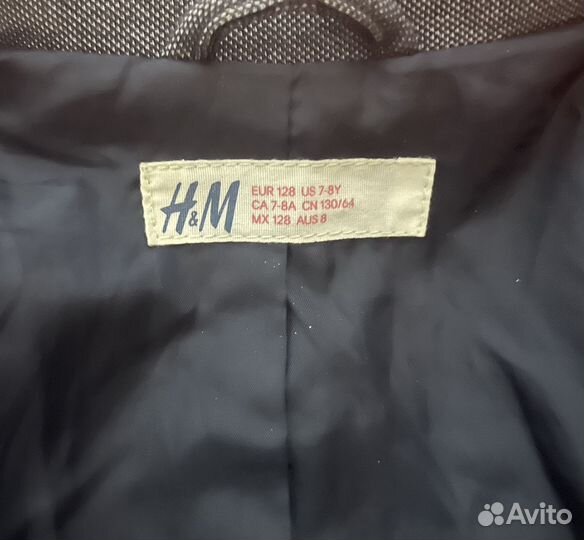 H&M
EUR 128 US 7-8Y
CA 7-8A CN 130/64
MX 128 AUS 8
Avito